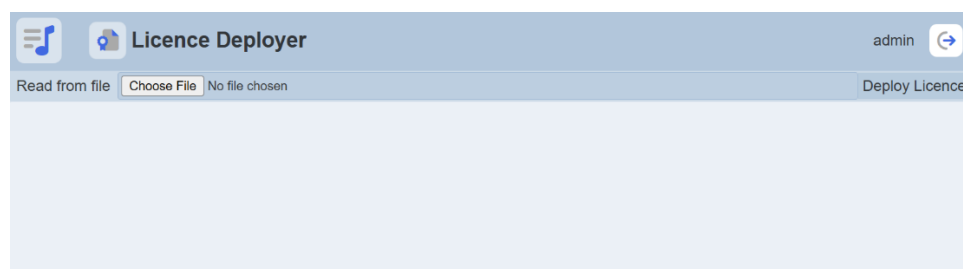 Licence Deployer admin
Read from file Choose File No file chosen Deploy Licence